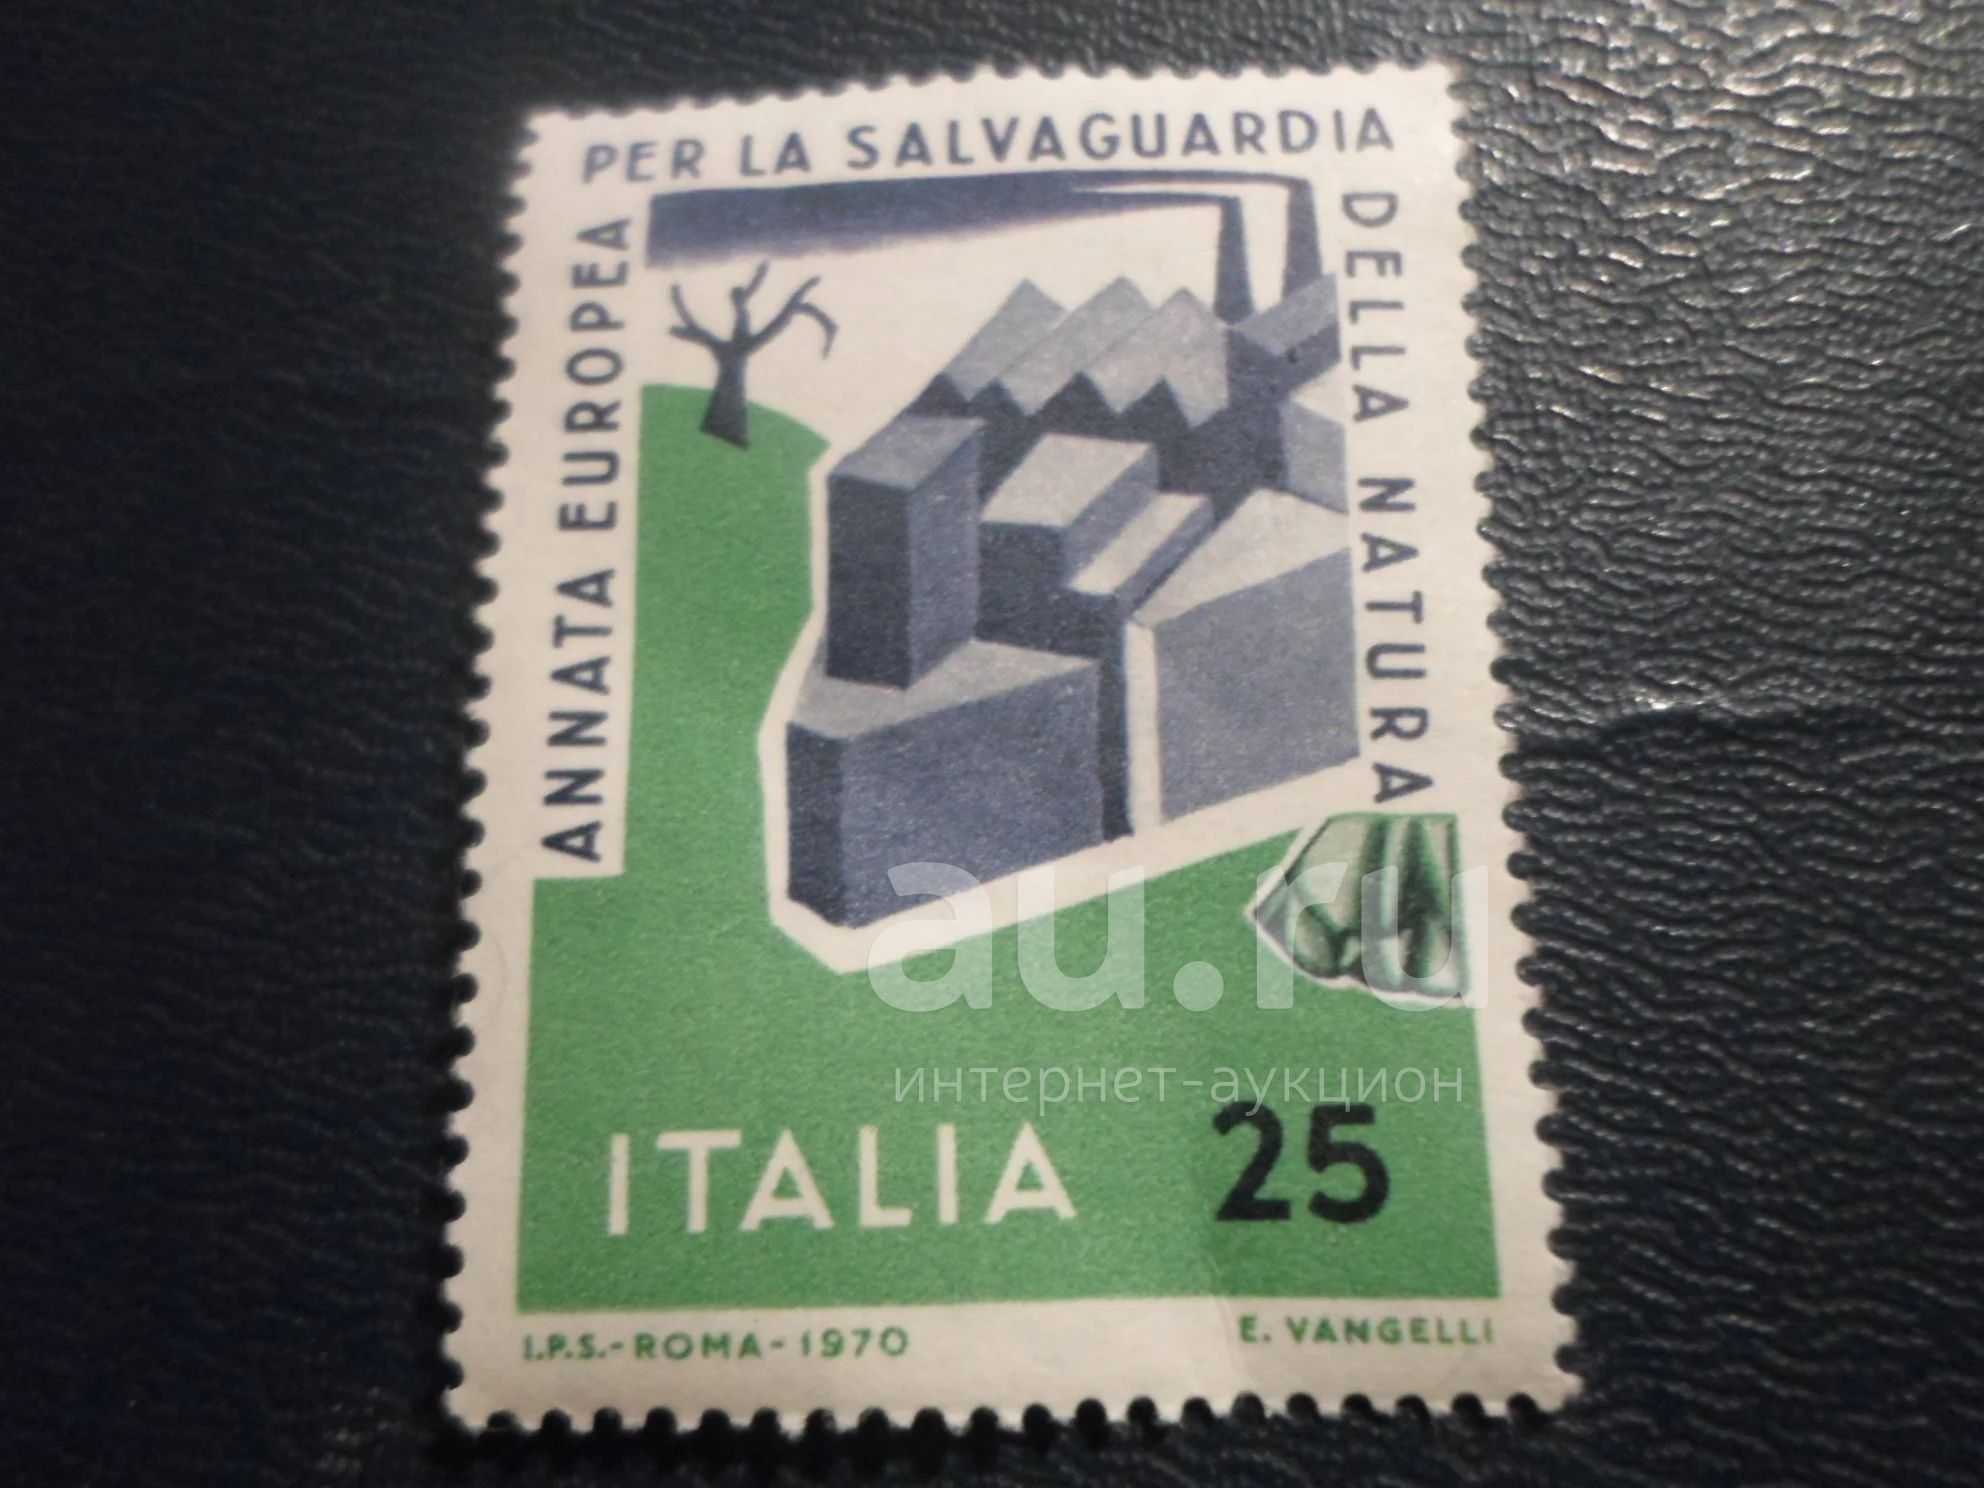 ANNATA EUROPEA
PER LA SALVAGUARDIA
DELLA NATURA
au.ru
интернет-аукцион
ITALIA 25
I.P.S.-ROMA-1970 E. VANGELLI